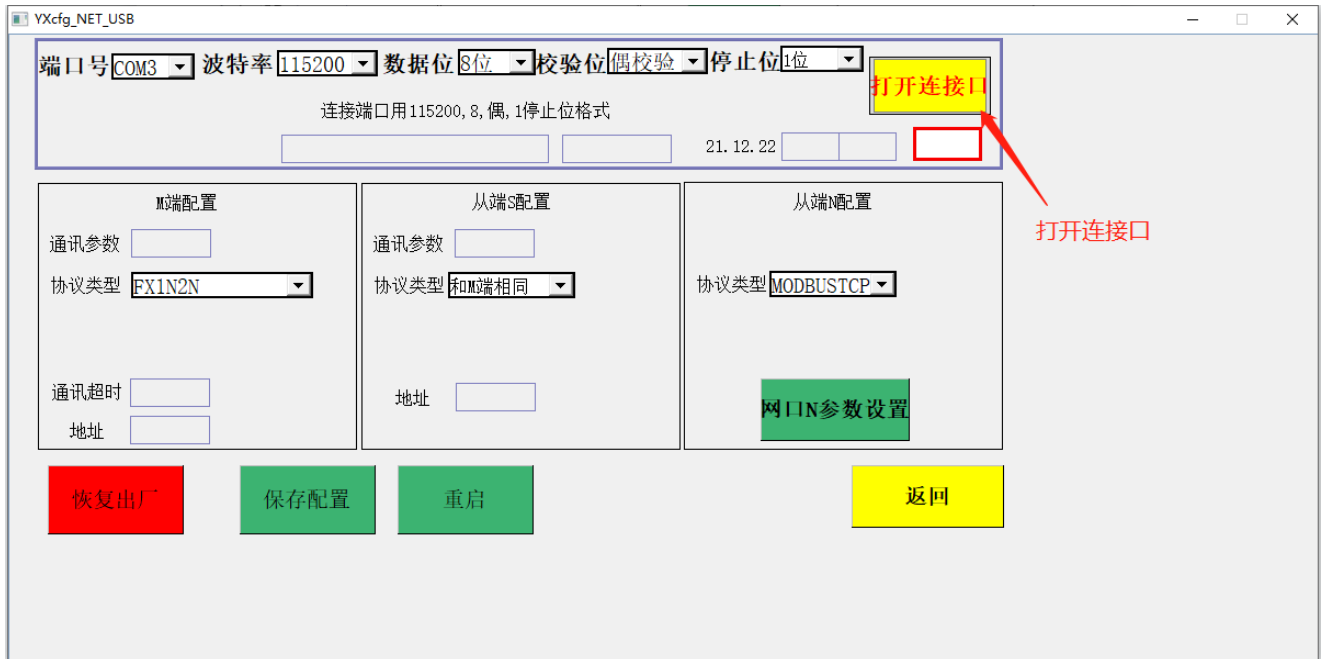 YXcfg_NET_USB
端口号 COM3 波特率 115200 数据位 8位 校验位 偶校验 停止位 1位
打开连接口
连接端口用115200,8,偶,1停止位格式
21.12.22
打开连接口
M端配置
通讯参数
协议类型 FX1N2N
通讯超时
地址
从端S配置
通讯参数
协议类型 和M端相同
地址
从端N配置
协议类型 MODBUSTCP
网口N参数设置
恢复出厂
保存配置
重启
返回